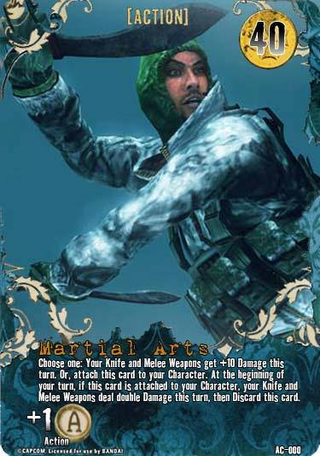 [ACTION]
40
Martial Arts
Choose one: Your Knife and Melee Weapons get +10 Damage this
turn. Or, attach this card to your Character. At the beginning of
your turn, if this card is attached to your Character, your Knife and
Melee Weapons deal double Damage this turn, then Discard this card.
+1 A
Action
©CAPCOM. Licensed for use by BANDAI
AC-000